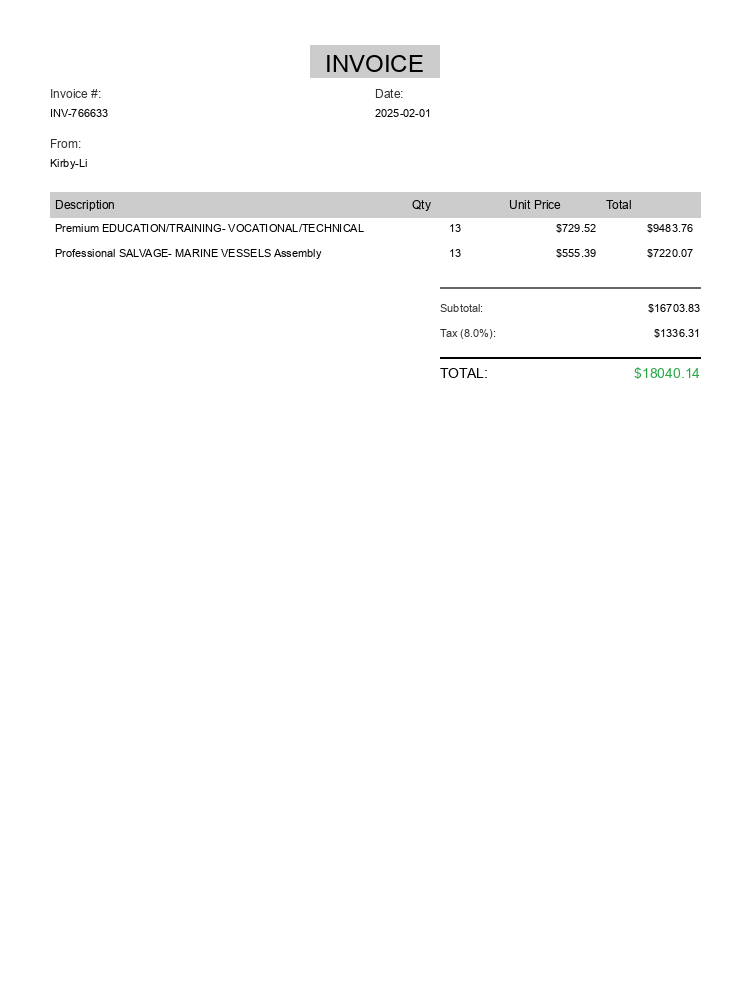 INVOICE
Invoice #: Date:
INV-766633 2025-02-01
From:
Kirby-Li
Description Qty Unit Price Total
Premium EDUCATION/TRAINING- VOCATIONAL/TECHNICAL 13 $729.52 $9483.76
Professional SALVAGE- MARINE VESSELS Assembly 13 $555.39 $7220.07
Subtotal: $16703.83
Tax (8.0%): $1336.31
TOTAL: $18040.14